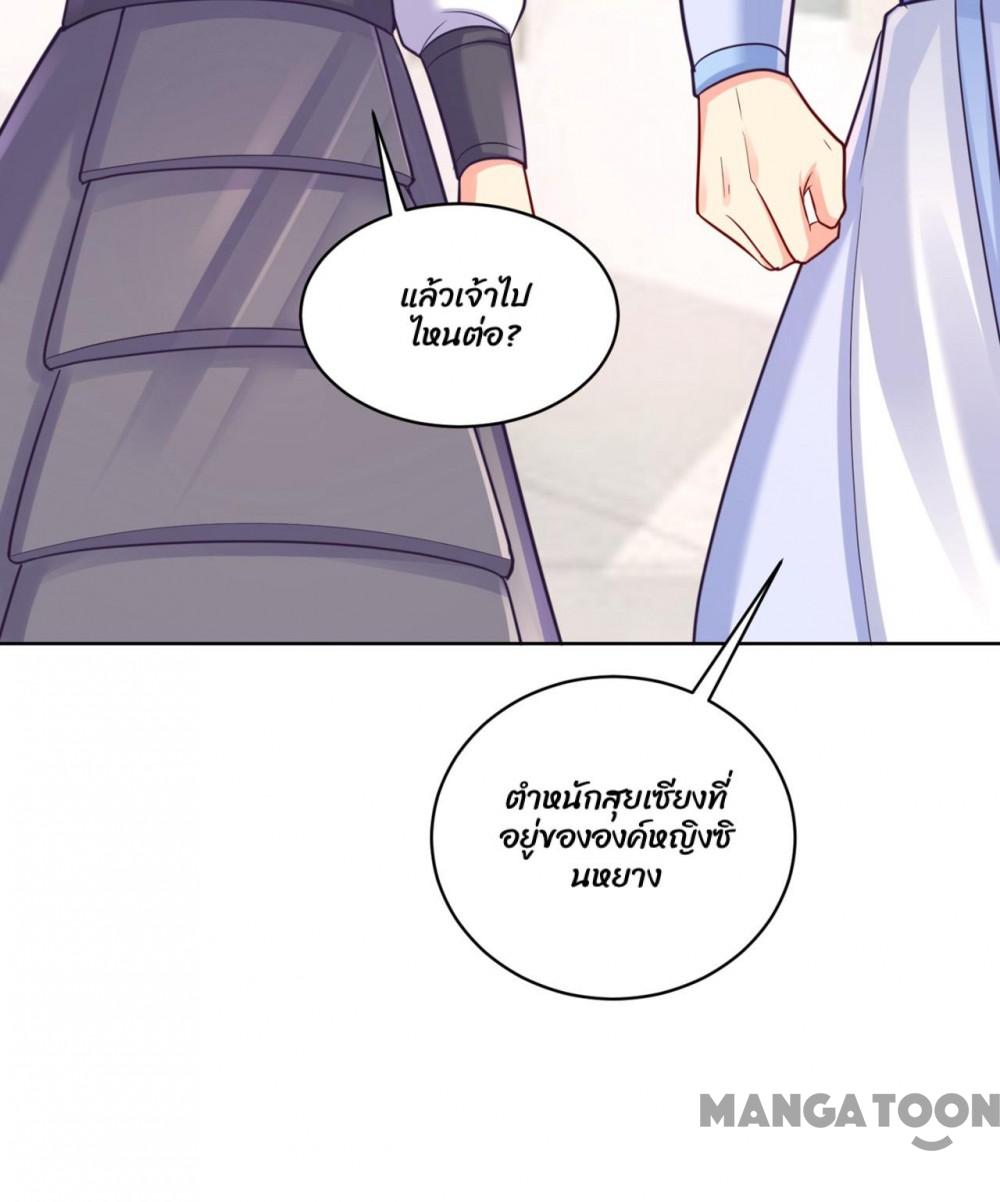 แล้วเจ้าไป
ไหนต่อ?
ตำหนักสุยเซียงที่
อยู่ขององค์หญิงซิ
นหยาง
MANGATOON